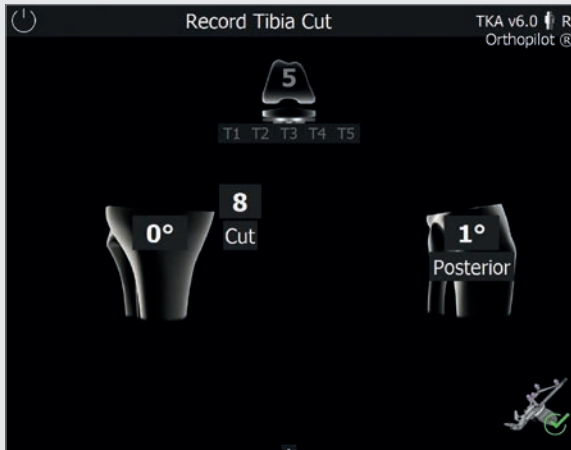 Record Tibia Cut
TKA v6.0 R
Orthopilot ®
5
T1 T2 T3 T4 T5
8
Cut
0°
1°
Posterior